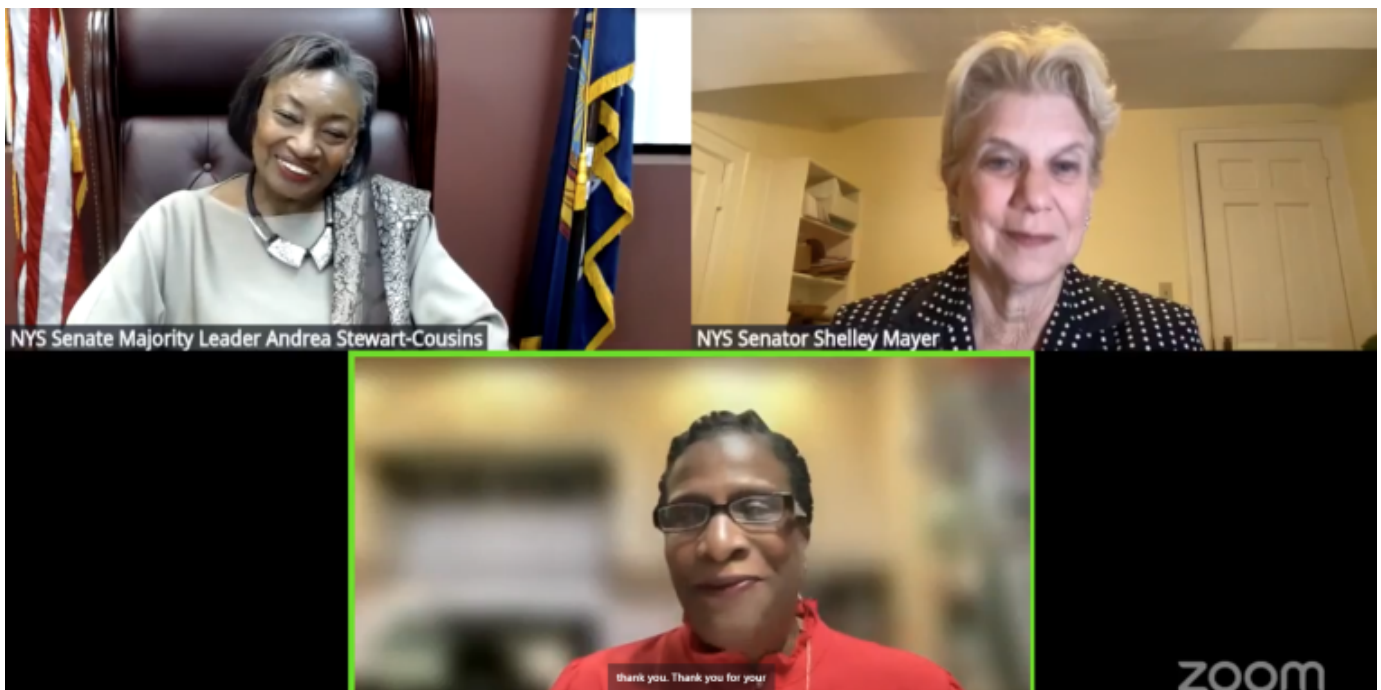 NYS Senate Majority Leader Andrea Stewart-Cousins
NYS Senator Shelley Mayer
thank you. Thank you for your
zoom